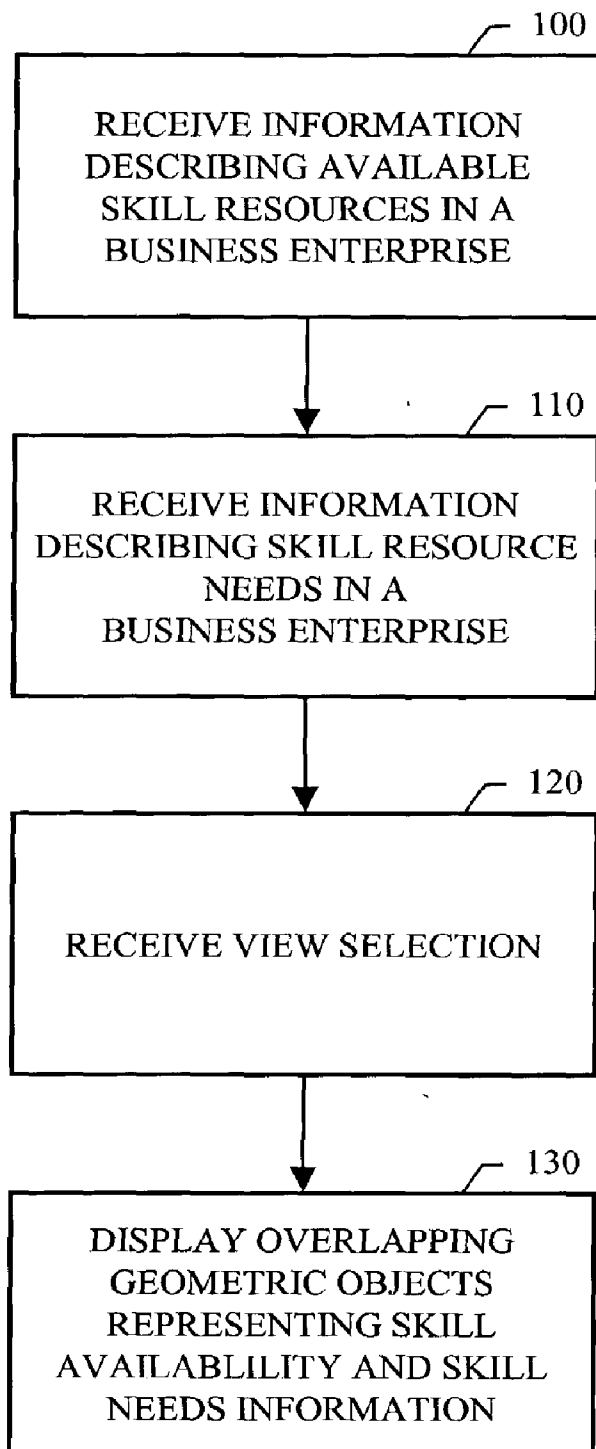 100
RECEIVE INFORMATION
DESCRIBING AVAILABLE
SKILL RESOURCES IN A
BUSINESS ENTERPRISE
110
RECEIVE INFORMATION
DESCRIBING SKILL RESOURCE
NEEDS IN A
BUSINESS ENTERPRISE
120
RECEIVE VIEW SELECTION
130
DISPLAY OVERLAPPING
GEOMETRIC OBJECTS
REPRESENTING SKILL
AVAILABLILITY AND SKILL
NEEDS INFORMATION